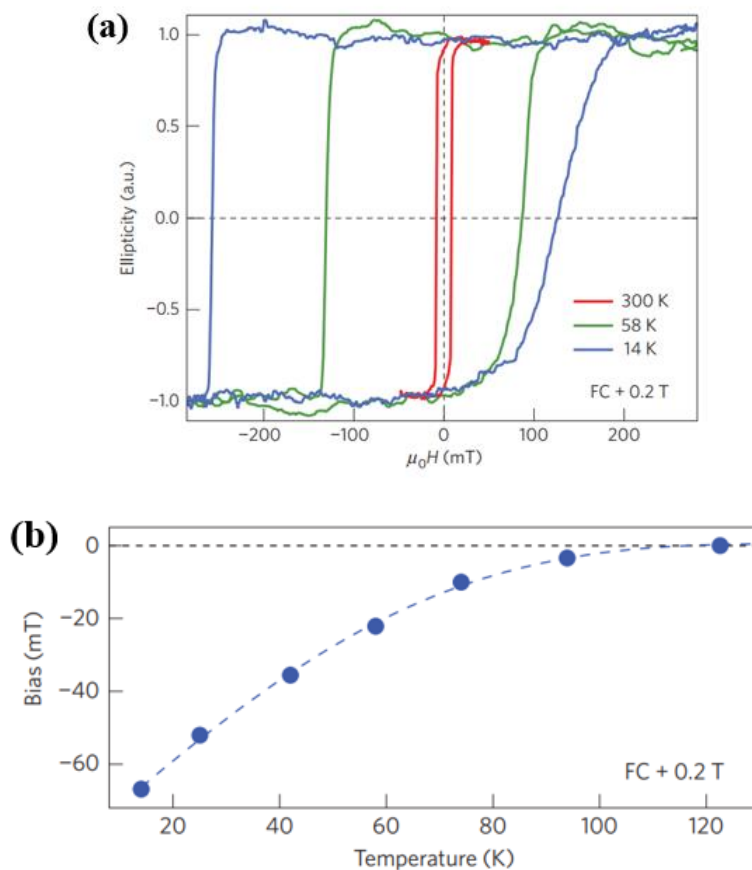 (a)
1.0
0.5
0.0
−0.5
−1.0
Ellipticity (a.u.)
300 K
58 K
14 K
FC + 0.2 T
−200 −100 0 100 200
μ₀H (mT)
(b)
0
−20
−40
−60
Bias (mT)
FC + 0.2 T
20 40 60 80 100 120
Temperature (K)